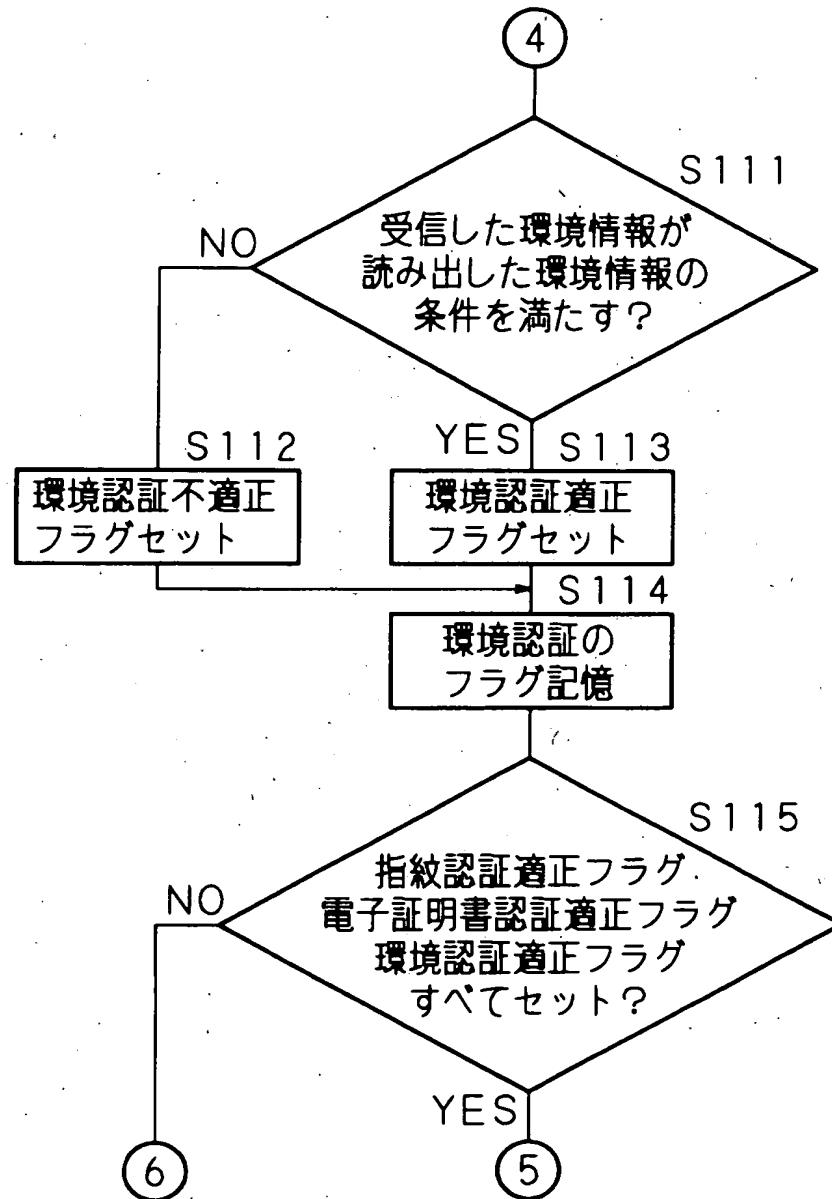 4
S111
受信した環境情報が
読み出した環境情報の
条件を満たす?
NO
YES
S112
環境認証不適正
フラグセット
S113
環境認証適正
フラグセット
S114
環境認証の
フラグ記憶
S115
指紋認証適正フラグ
電子証明書認証適正フラグ
環境認証適正フラグ
すべてセット?
NO
YES
6
5